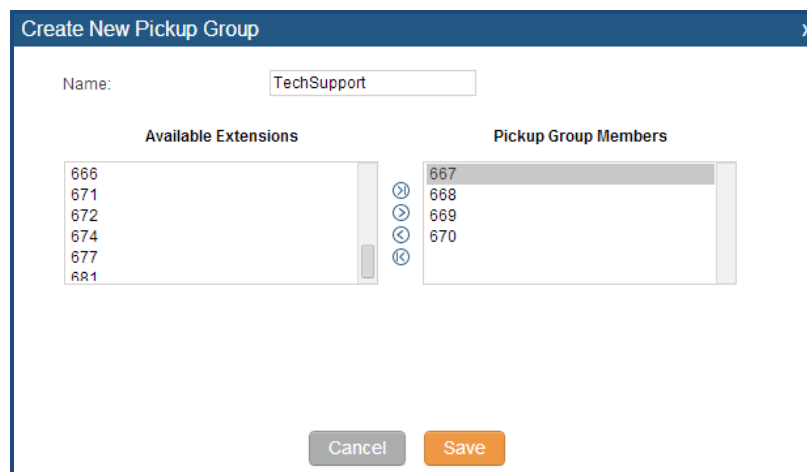 Create New Pickup Group x
Name: TechSupport
Available Extensions Pickup Group Members
666 667
671 668
672 669
674 670
677
681
Cancel Save